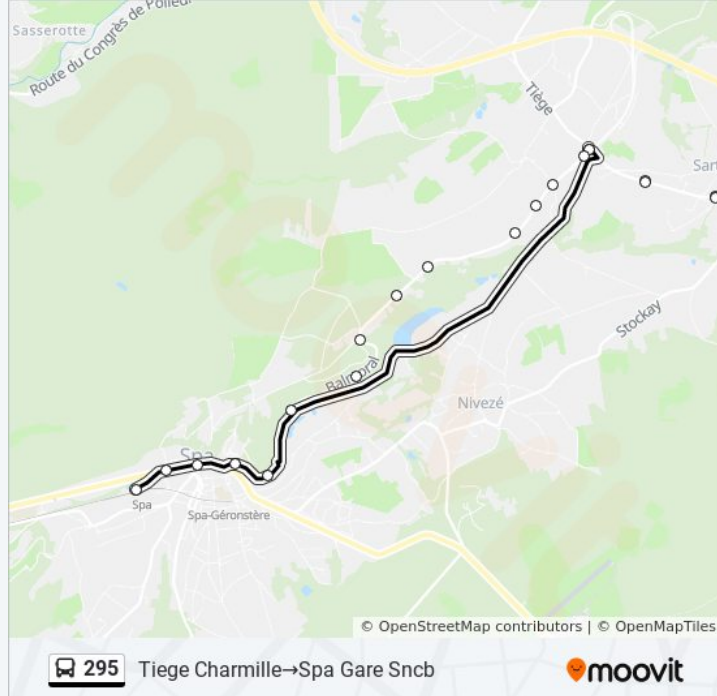 Sasserotte
Route du Congrès de Polleur
Tiège
Sart
Stockay
Balmoral
Nivezé
Spa
Spa
Spa-Géronstère
© OpenStreetMap contributors | © OpenMapTiles
295 Tiege Charmille→Spa Gare Sncb
moovit